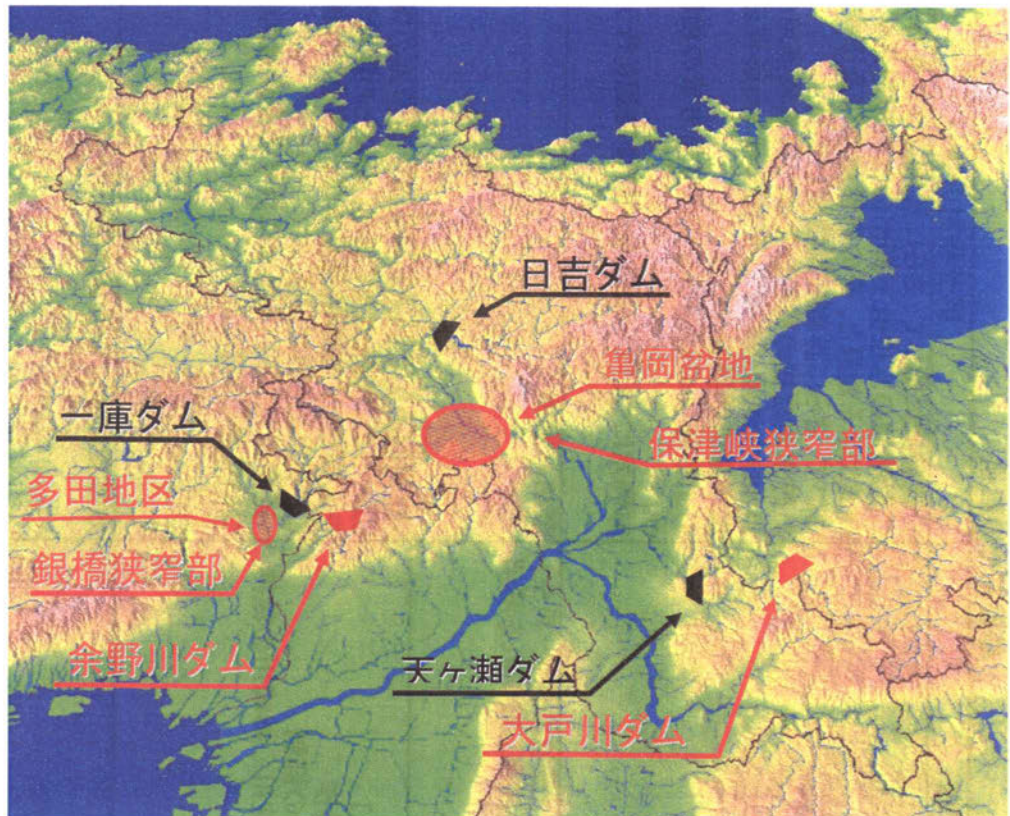 日吉ダム
亀岡盆地
一庫ダム
保津峡狭窄部
多田地区
銀橋狭窄部
余野川ダム
天ヶ瀬ダム
大戸川ダム